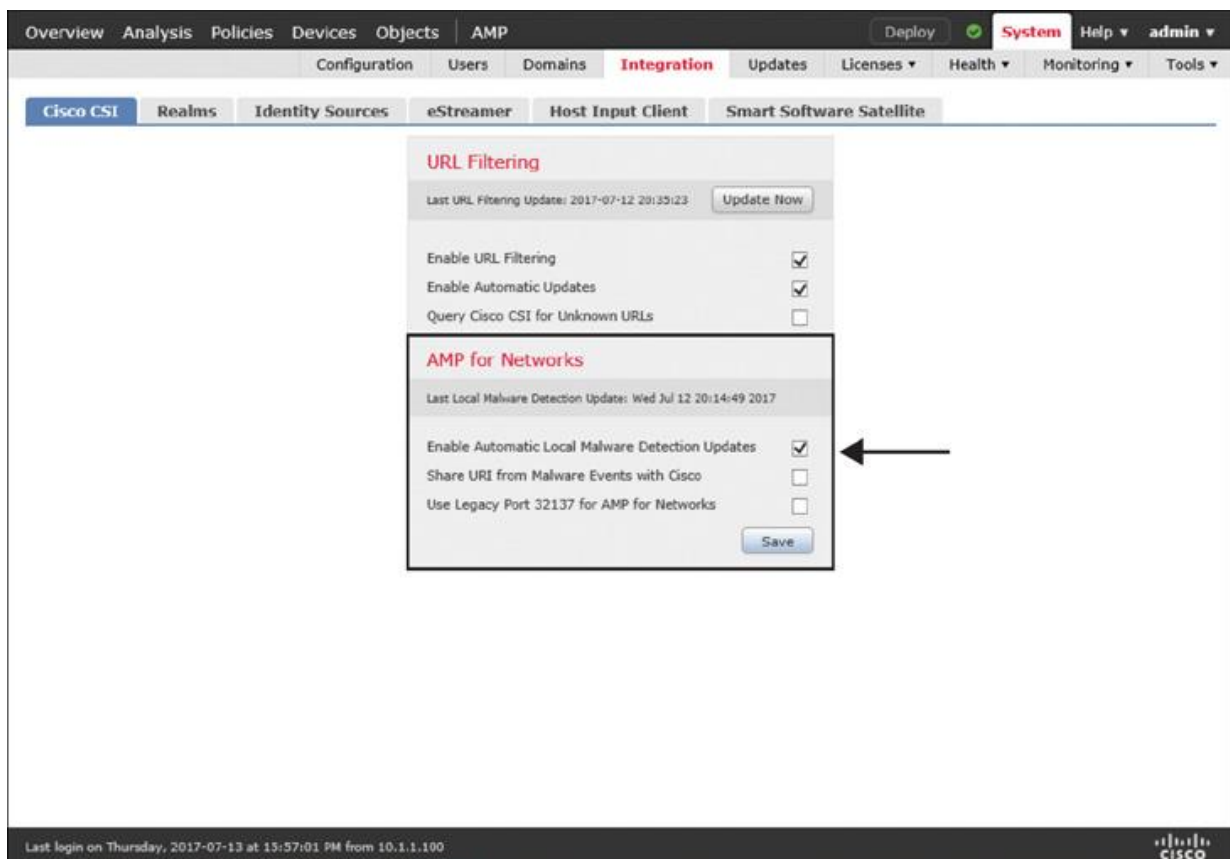 Overview Analysis Policies Devices Objects AMP Deploy System Help admin
Configuration Users Domains Integration Updates Licenses Health Monitoring Tools
Cisco CSI Realms Identity Sources eStreamer Host Input Client Smart Software Satellite
URL Filtering
Last URL Filtering Update: 2017-07-12 20:35:23 Update Now
Enable URL Filtering
Enable Automatic Updates
Query Cisco CSI for Unknown URLs
AMP for Networks
Last Local Malware Detection Update: Wed Jul 12 20:14:49 2017
Enable Automatic Local Malware Detection Updates
Share URI from Malware Events with Cisco
Use Legacy Port 32137 for AMP for Networks
Save
Last login on Thursday, 2017-07-13 at 15:57:01 PM from 10.1.1.100
CISCO